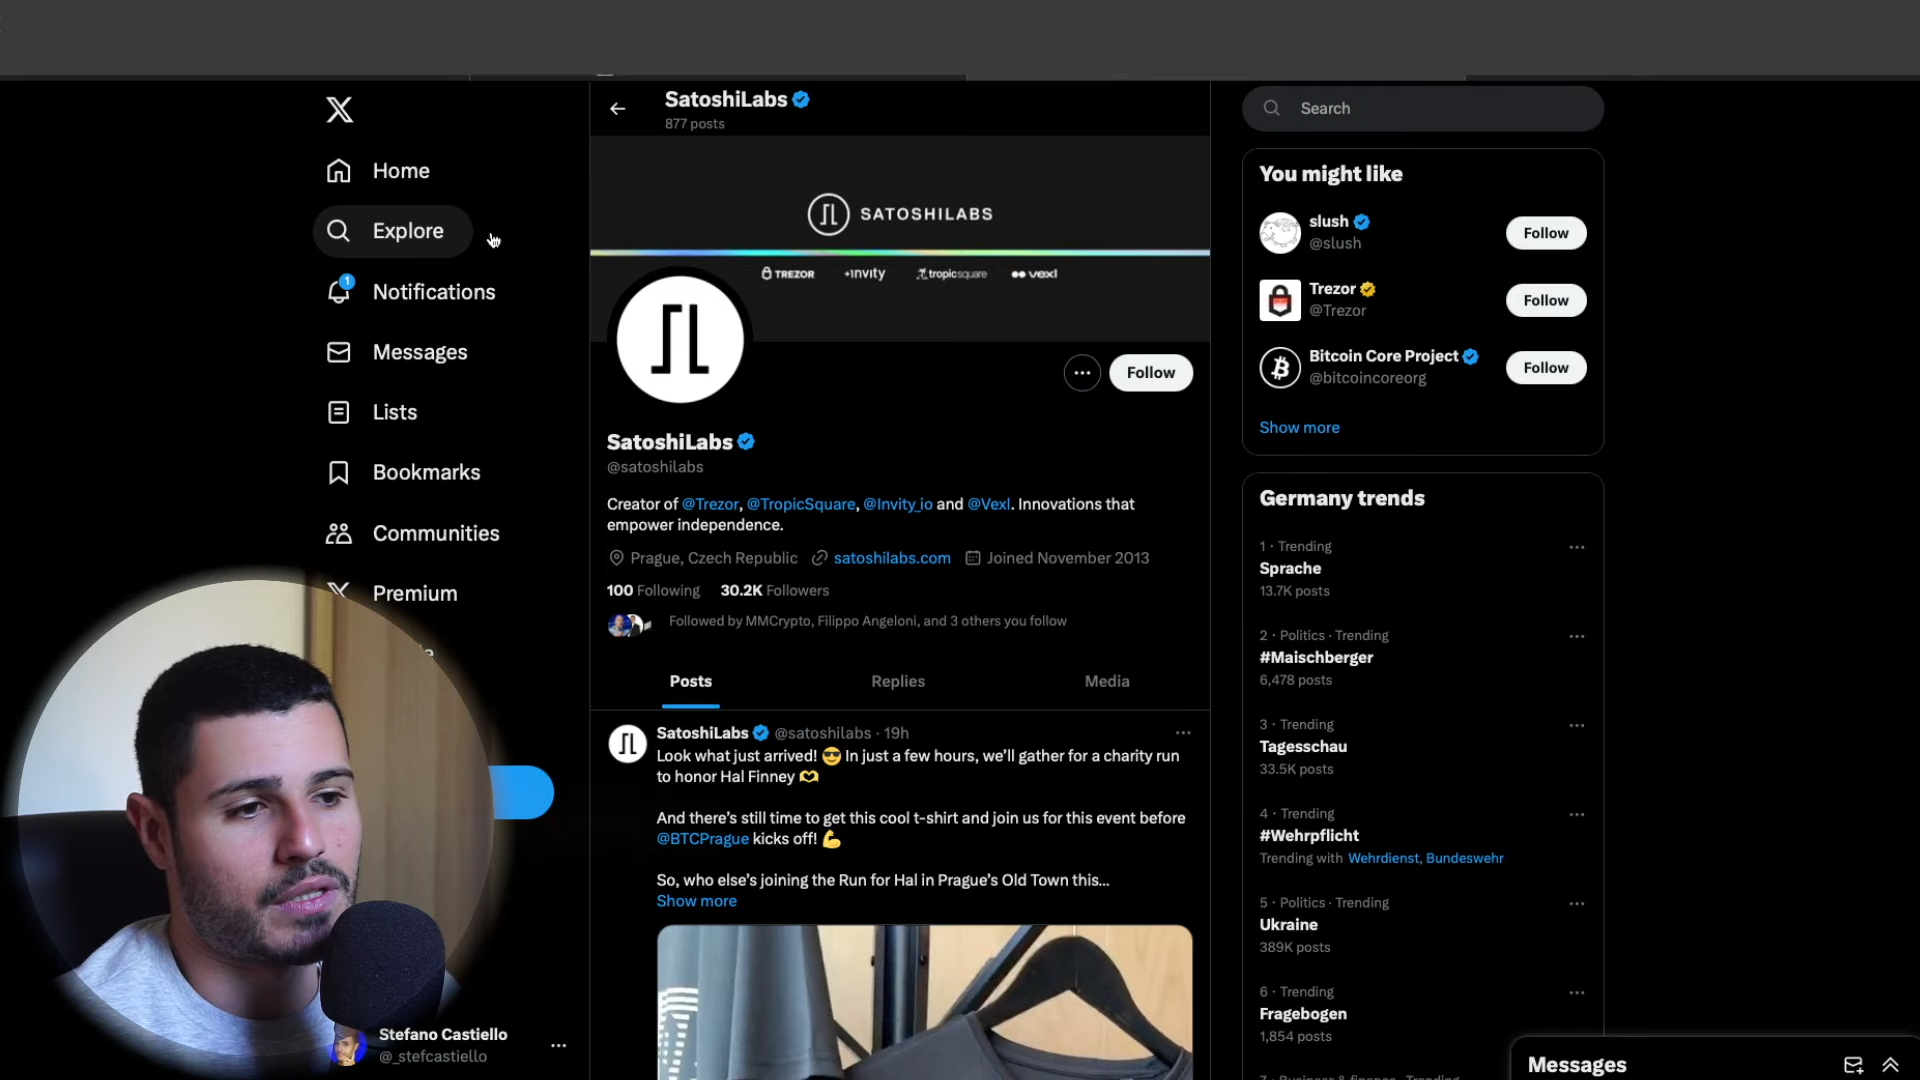 Home
Explore
1
Notifications
Messages
Lists
Bookmarks
Communities
Premium
Stefano Castiello
@_stefcastiello
SatoshiLabs
877 posts
SATOSHILABS
TREZOR
+invity
tropicsquare
vexl
Follow
SatoshiLabs
@satoshilabs
Creator of @Trezor, @TropicSquare, @Invity_io and @Vexl. Innovations that
empower independence.
Prague, Czech Republic satoshilabs.com Joined November 2013
100 Following 30.2K Followers
Followed by MMCrypto, Filippo Angeloni, and 3 others you follow
Posts Replies Media
SatoshiLabs @satoshilabs · 19h
Look what just arrived! 😎 In just a few hours, we’ll gather for a charity run
to honor Hal Finney 🫶
And there’s still time to get this cool t-shirt and join us for this event before
@BTCPrague kicks off! 💪
So, who else’s joining the Run for Hal in Prague’s Old Town this...
Show more
Search
You might like
slush
@slush
Follow
Trezor
@Trezor
Follow
Bitcoin Core Project
@bitcoincoreorg
Follow
Show more
Germany trends
1 · Trending
Sprache
13.7K posts
2 · Politics · Trending
#Maischberger
6,478 posts
3 · Trending
Tagesschau
33.5K posts
4 · Trending
#Wehrpflicht
Trending with Wehrdienst, Bundeswehr
5 · Politics · Trending
Ukraine
389K posts
6 · Trending
Fragebogen
1,854 posts
Messages